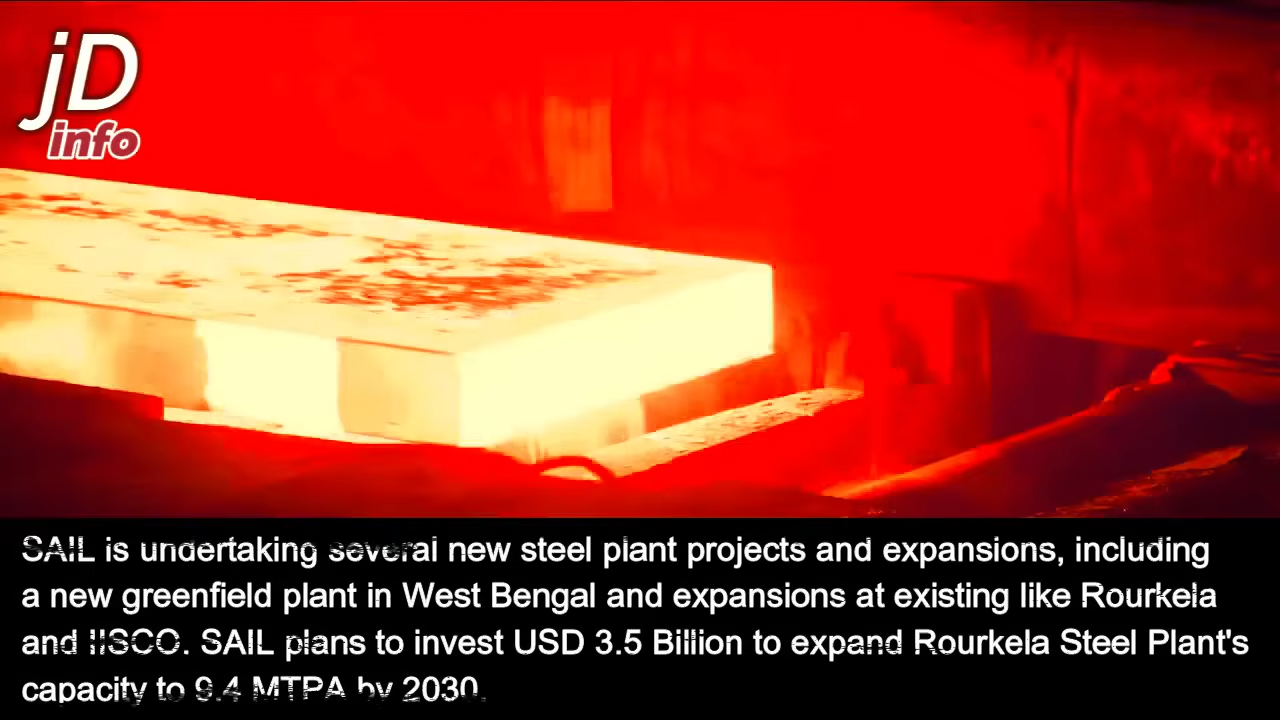 jD
info
SAIL is undertaking several new steel plant projects and expansions, including
a new greenfield plant in West Bengal and expansions at existing like Rourkela
and IISCO. SAIL plans to invest USD 3.5 Billion to expand Rourkela Steel Plant's
capacity to 9.4 MTPA by 2030.